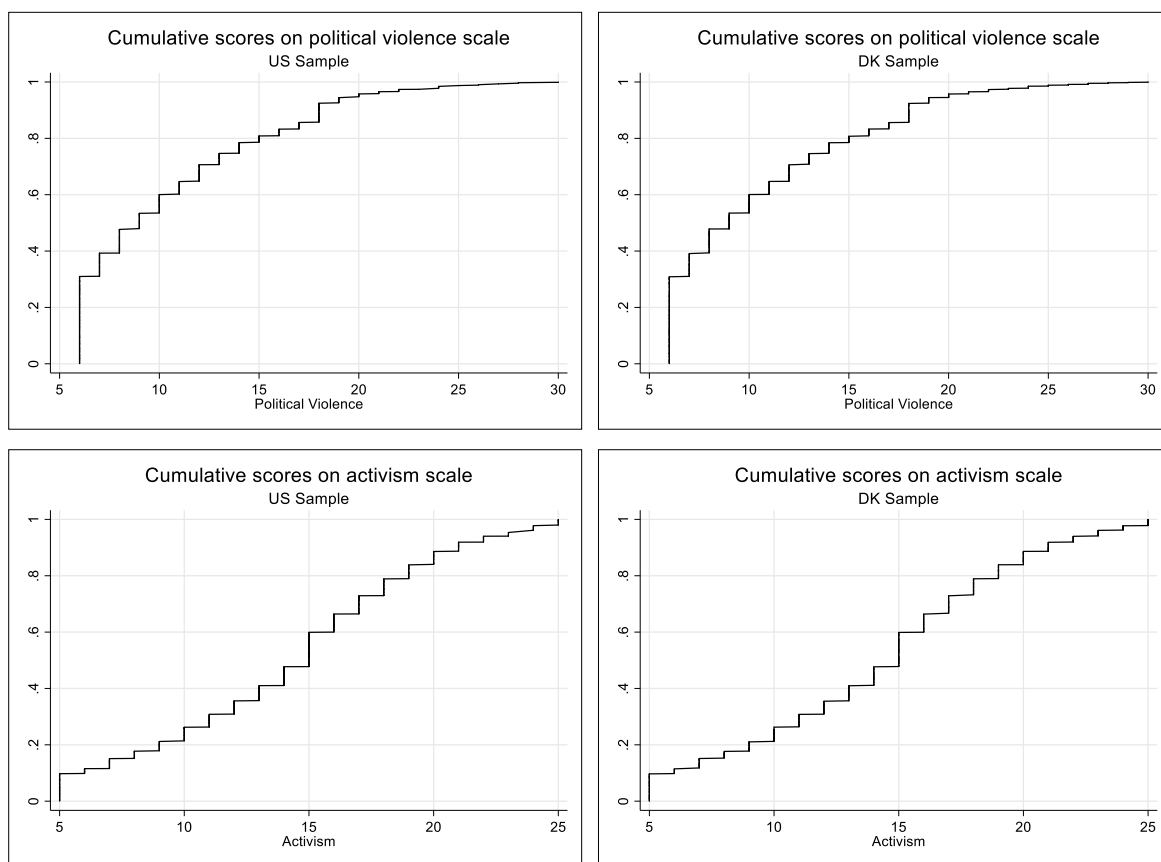 Cumulative scores on political violence scale
US Sample
1
.8
.6
.4
.2
0
5 10 15 20 25 30
Political Violence
Cumulative scores on political violence scale
DK Sample
1
.8
.6
.4
.2
0
5 10 15 20 25 30
Political Violence
Cumulative scores on activism scale
US Sample
1
.8
.6
.4
.2
0
5 10 15 20 25
Activism
Cumulative scores on activism scale
DK Sample
1
.8
.6
.4
.2
0
5 10 15 20 25
Activism